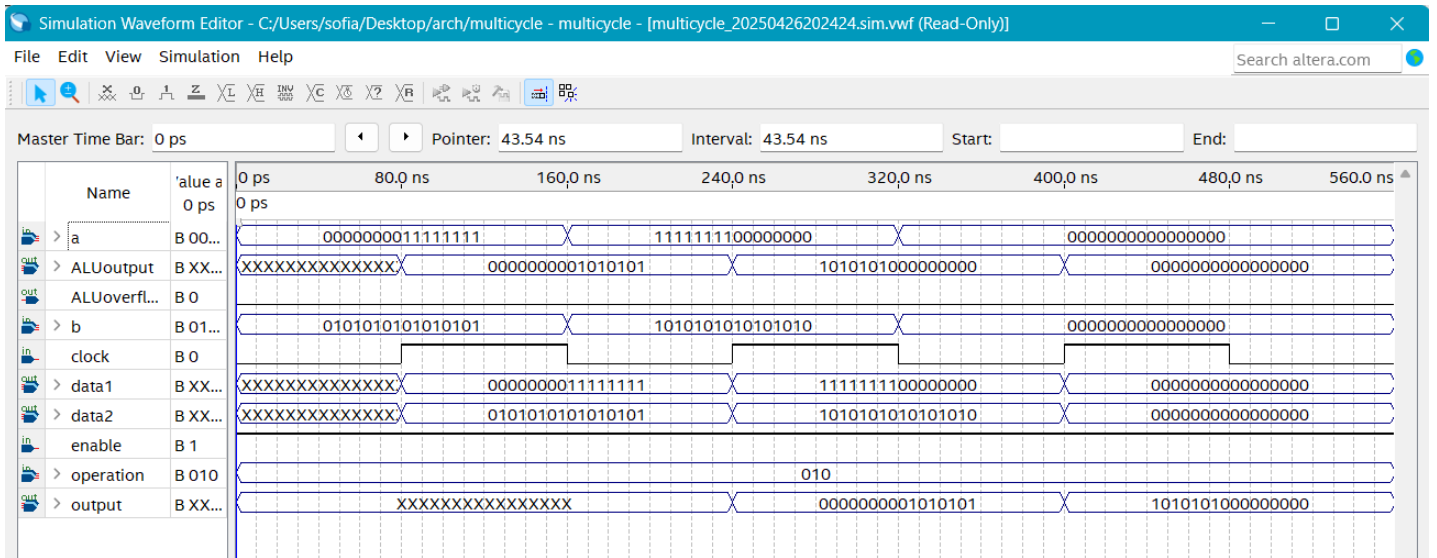 Simulation Waveform Editor - C:/Users/sofia/Desktop/arch/multicycle - multicycle - [multicycle_20250426202424.sim.vwf (Read-Only)]
File Edit View Simulation Help
Search altera.com
Master Time Bar: 0 ps Pointer: 43.54 ns Interval: 43.54 ns Start: End:
Name 'alue a 0 ps 80.0 ns 160.0 ns 240.0 ns 320.0 ns 400.0 ns 480.0 ns 560.0 ns
0 ps 0 ps
a B 00... 0000000011111111 1111111100000000 0000000000000000
ALUoutput B XX... XXXXXXXXXXXXXX 0000000001010101 1010101000000000 0000000000000000
ALUoverfl... B 0
b B 01... 0101010101010101 1010101010101010 0000000000000000
clock B 0
data1 B XX... XXXXXXXXXXXXXX 0000000011111111 1111111100000000 0000000000000000
data2 B XX... XXXXXXXXXXXXXX 0101010101010101 1010101010101010 0000000000000000
enable B 1
operation B 010 010
output B XX... XXXXXXXXXXXXXXXX 0000000001010101 1010101000000000